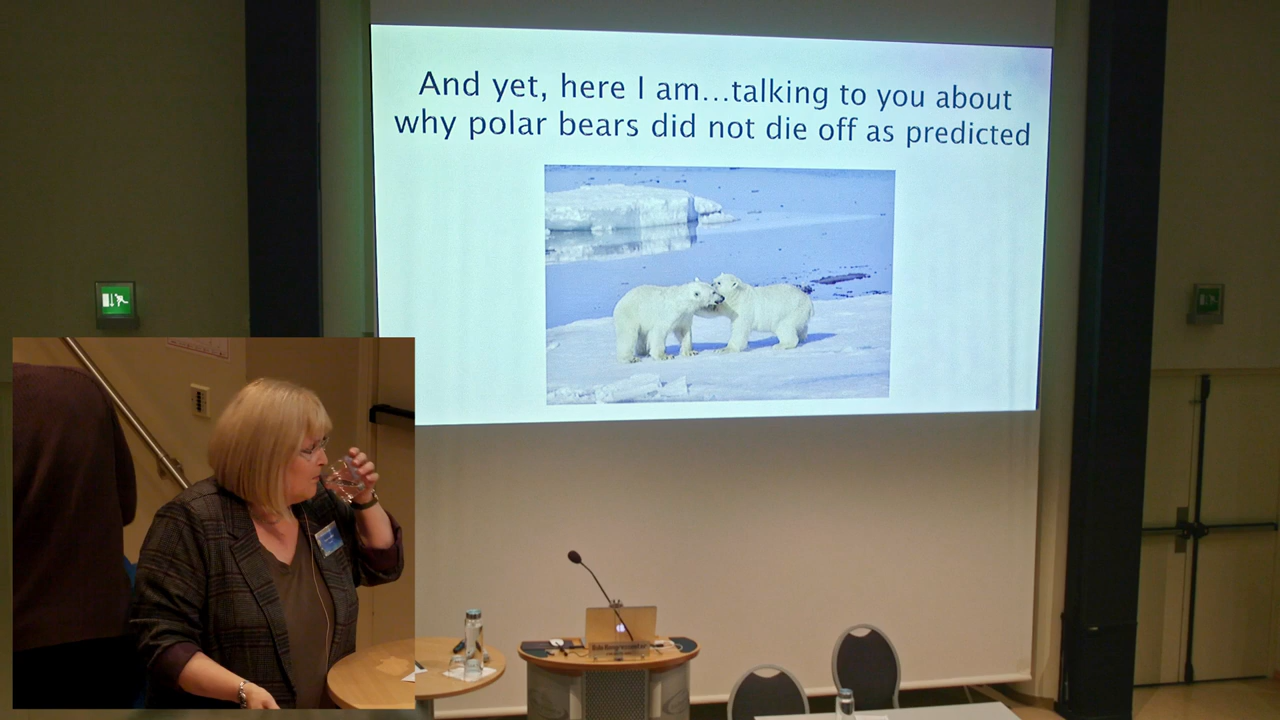 And yet, here I am...talking to you about
why polar bears did not die off as predicted